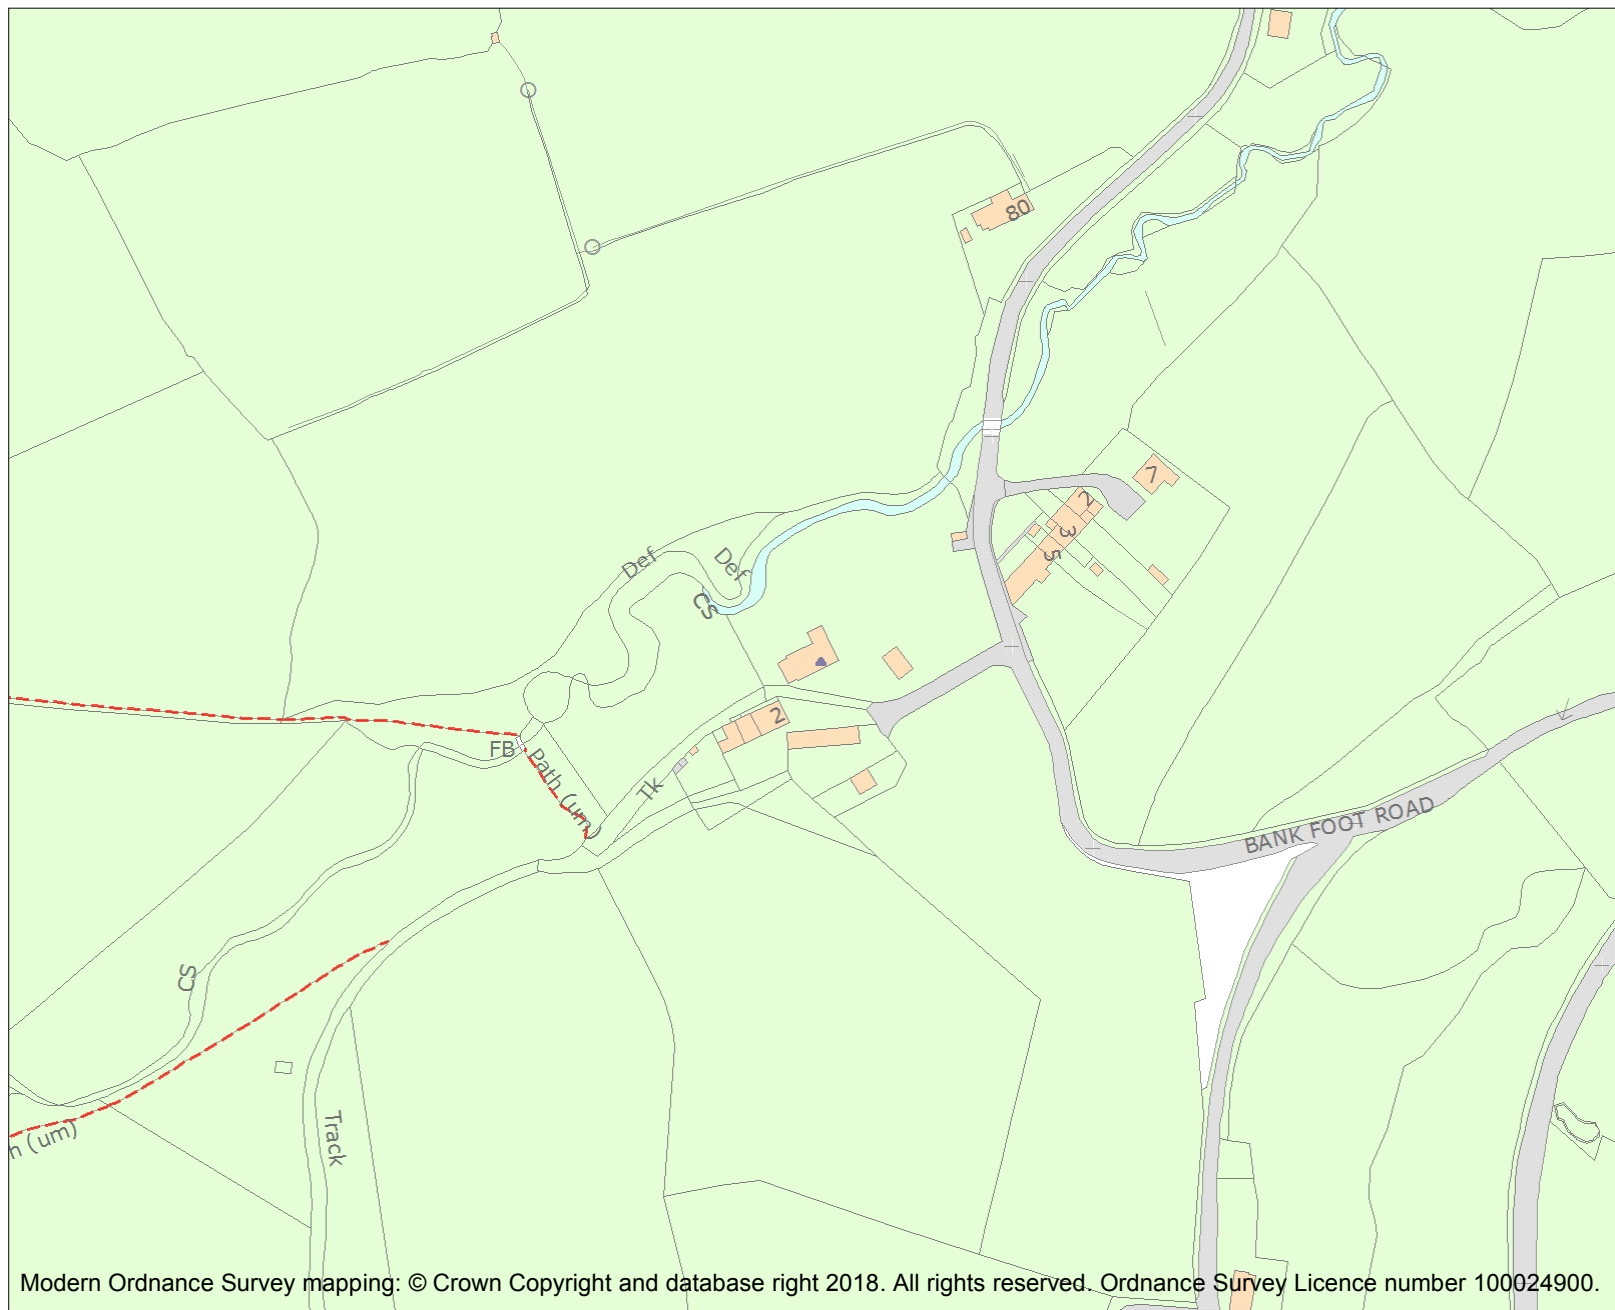 80
7
2
3
5
Def
Def
CS
2
FB
Path (um)
Tk
BANK FOOT ROAD
CS
Track
h (um)
Modern Ordnance Survey mapping: © Crown Copyright and database right 2018. All rights reserved. Ordnance Survey Licence number 100024900.